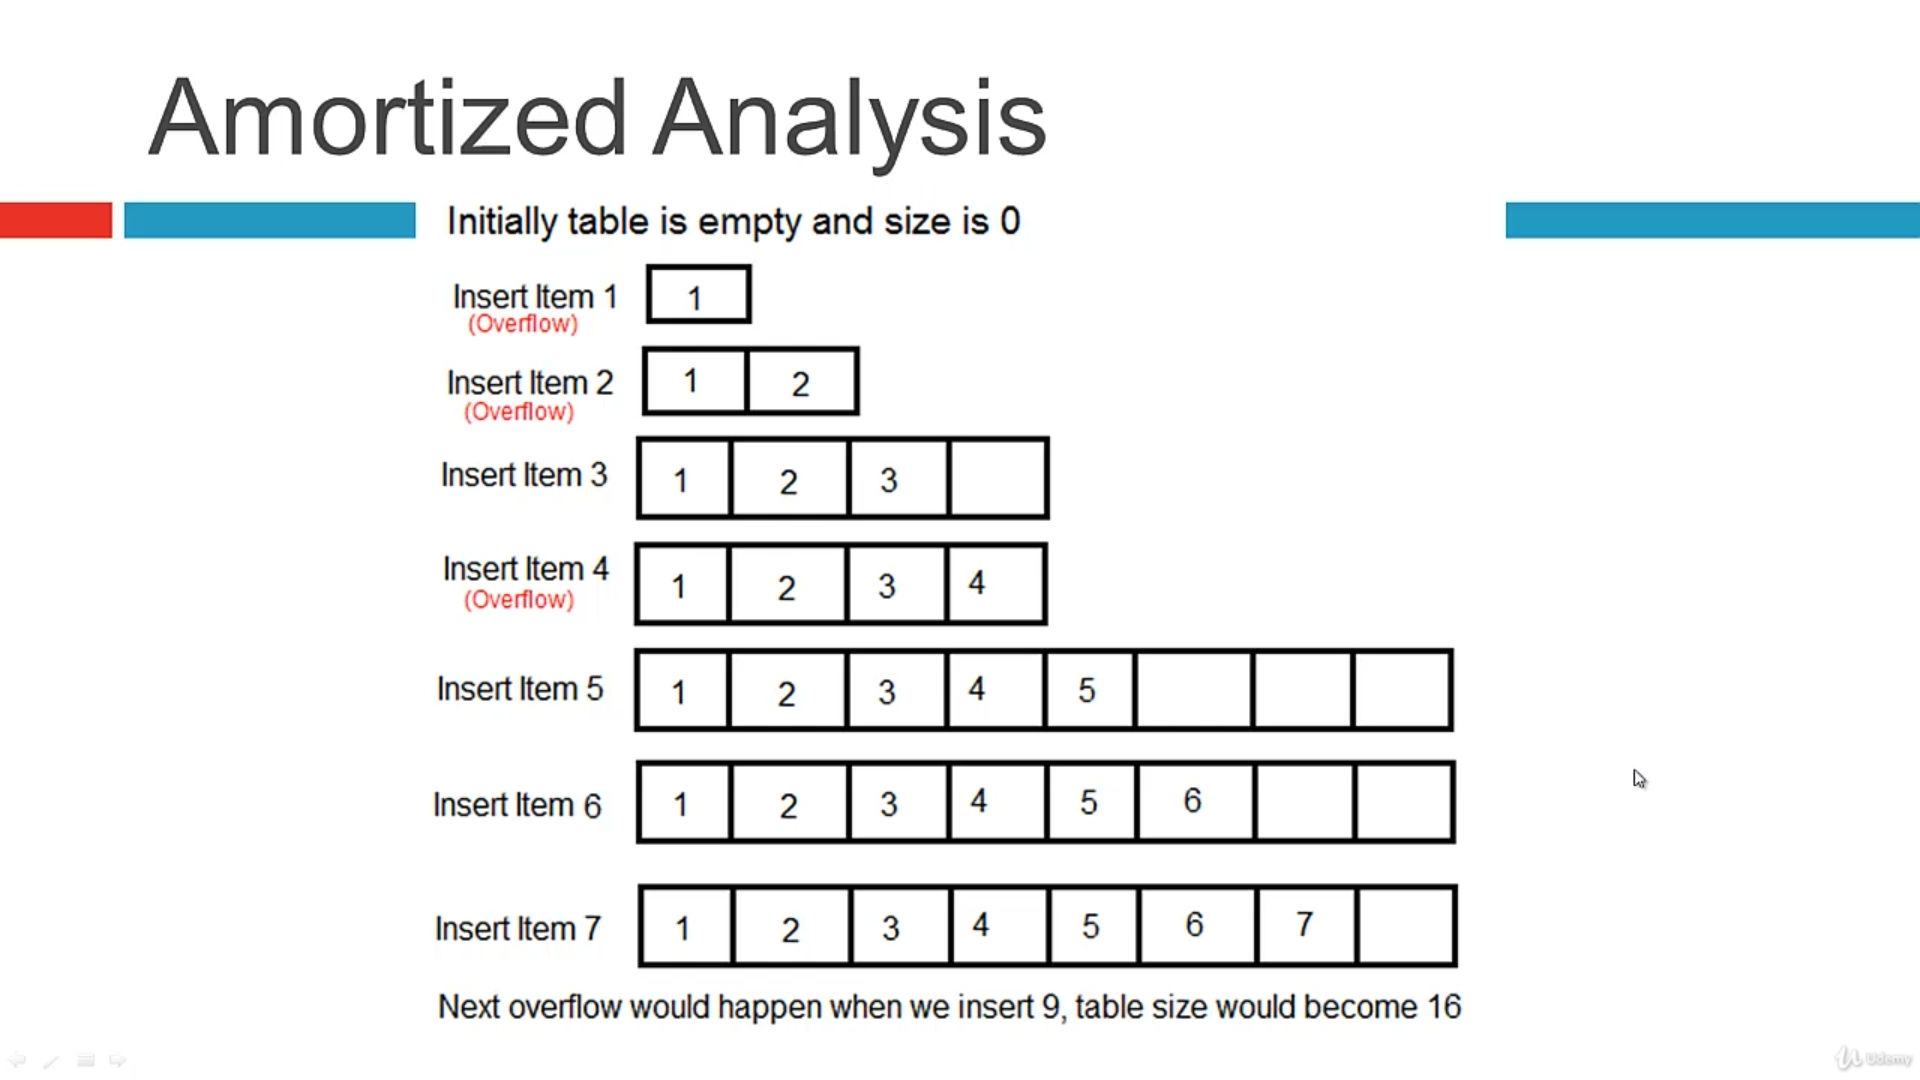 Amortized Analysis
Initially table is empty and size is 0
Insert Item 1 1
(Overflow)
Insert Item 2 1 2
(Overflow)
Insert Item 3 1 2 3
Insert Item 4 1 2 3 4
(Overflow)
Insert Item 5 1 2 3 4 5
Insert Item 6 1 2 3 4 5 6
Insert Item 7 1 2 3 4 5 6 7
Next overflow would happen when we insert 9, table size would become 16
Udemy